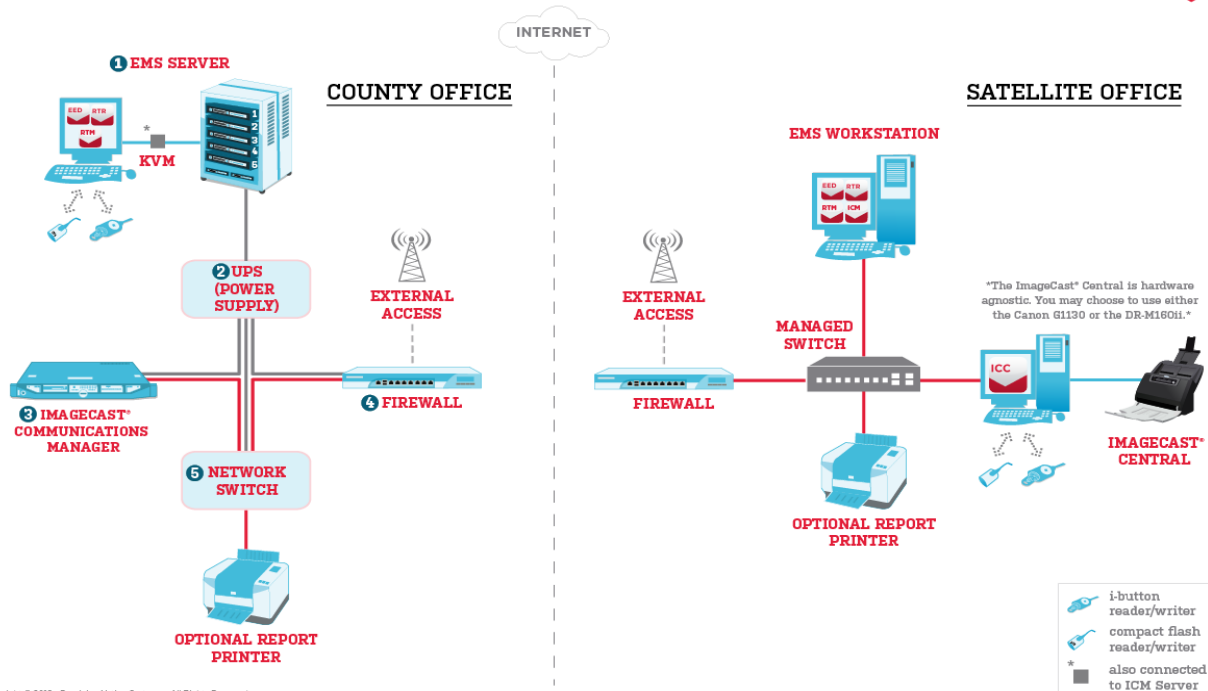 INTERNET
1 EMS SERVER
COUNTY OFFICE
SATELLITE OFFICE
EED RTR
RTM
*
KVM
1
2
3
4
5
EMS WORKSTATION
EED RTR
RTM ICM
2 UPS
(POWER
SUPPLY)
EXTERNAL
ACCESS
EXTERNAL
ACCESS
MANAGED
SWITCH
*The ImageCast® Central is hardware
agnostic. You may choose to use either
the Canon G1130 or the DR-M160ii.*
ICC
3 IMAGECAST®
COMMUNICATIONS
MANAGER
4 FIREWALL
FIREWALL
IMAGECAST®
CENTRAL
5 NETWORK
SWITCH
OPTIONAL REPORT
PRINTER
OPTIONAL REPORT
PRINTER
i-button
reader/writer
compact flash
reader/writer
*
also connected
to ICM Server